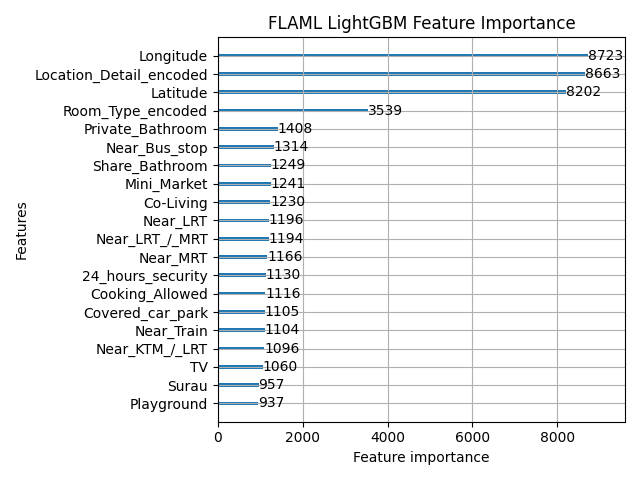 FLAML LightGBM Feature Importance
Longitude 8723
Location_Detail_encoded 8663
Latitude 8202
Room_Type_encoded 3539
Private_Bathroom 1408
Near_Bus_stop 1314
Share_Bathroom 1249
Mini_Market 1241
Co-Living 1230
Near_LRT 1196
Near_LRT_/_MRT 1194
Near_MRT 1166
24_hours_security 1130
Cooking_Allowed 1116
Covered_car_park 1105
Near_Train 1104
Near_KTM_/_LRT 1096
TV 1060
Surau 957
Playground 937
Features
0 2000 4000 6000 8000
Feature importance